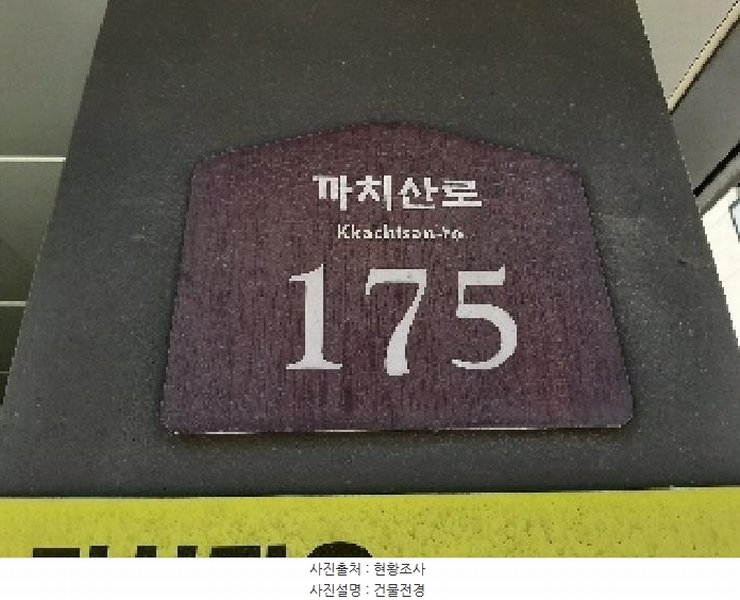 까치산로
Kkachisan-ro
175
사진출처 : 현황조사
사진설명 : 건물전경